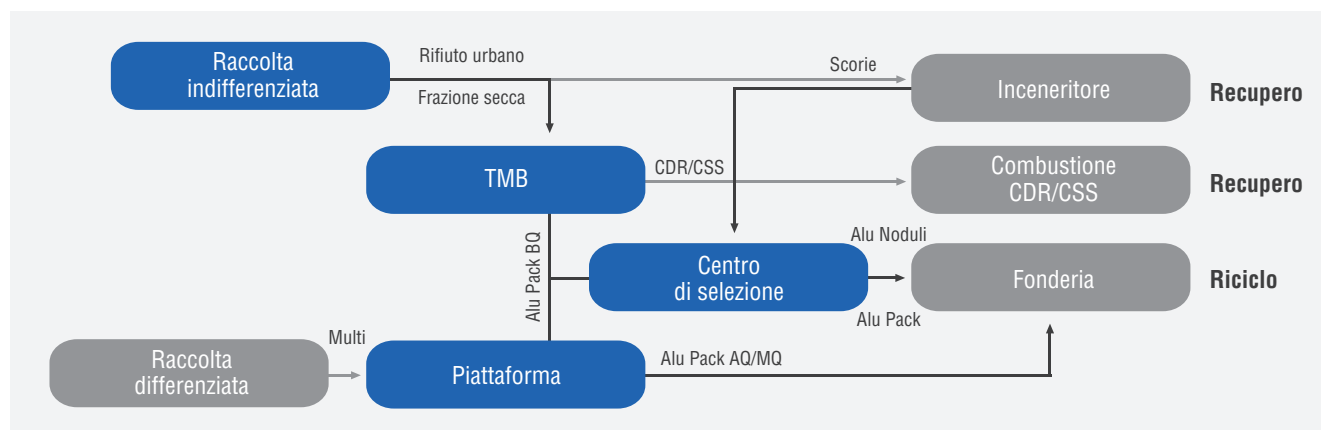 Raccolta
indifferenziata
Rifiuto urbano
Frazione secca
Scorie
Inceneritore
Recupero
TMB
CDR/CSS
Combustione
CDR/CSS
Recupero
Alu Pack BQ
Centro
di selezione
Alu Noduli
Alu Pack
Fonderia
Riciclo
Raccolta
differenziata
Multi
Piattaforma
Alu Pack AQ/MQ